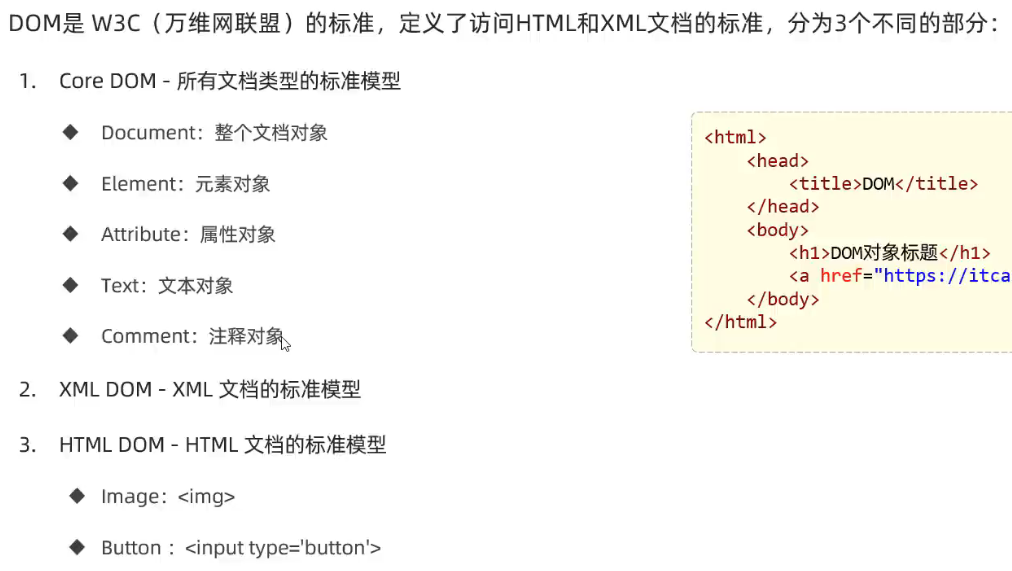 DOM是 W3C（万维网联盟）的标准，定义了访问HTML和XML文档的标准，分为3个不同的部分：
1. Core DOM - 所有文档类型的标准模型
◆ Document：整个文档对象
◆ Element：元素对象
◆ Attribute：属性对象
◆ Text：文本对象
◆ Comment：注释对象
2. XML DOM - XML 文档的标准模型
3. HTML DOM - HTML 文档的标准模型
◆ Image：<img>
◆ Button ：<input type='button'>
<html>
<head>
<title>DOM</title>
</head>
<body>
<h1>DOM对象标题</h1>
<a href="https://itca
</body>
</html>